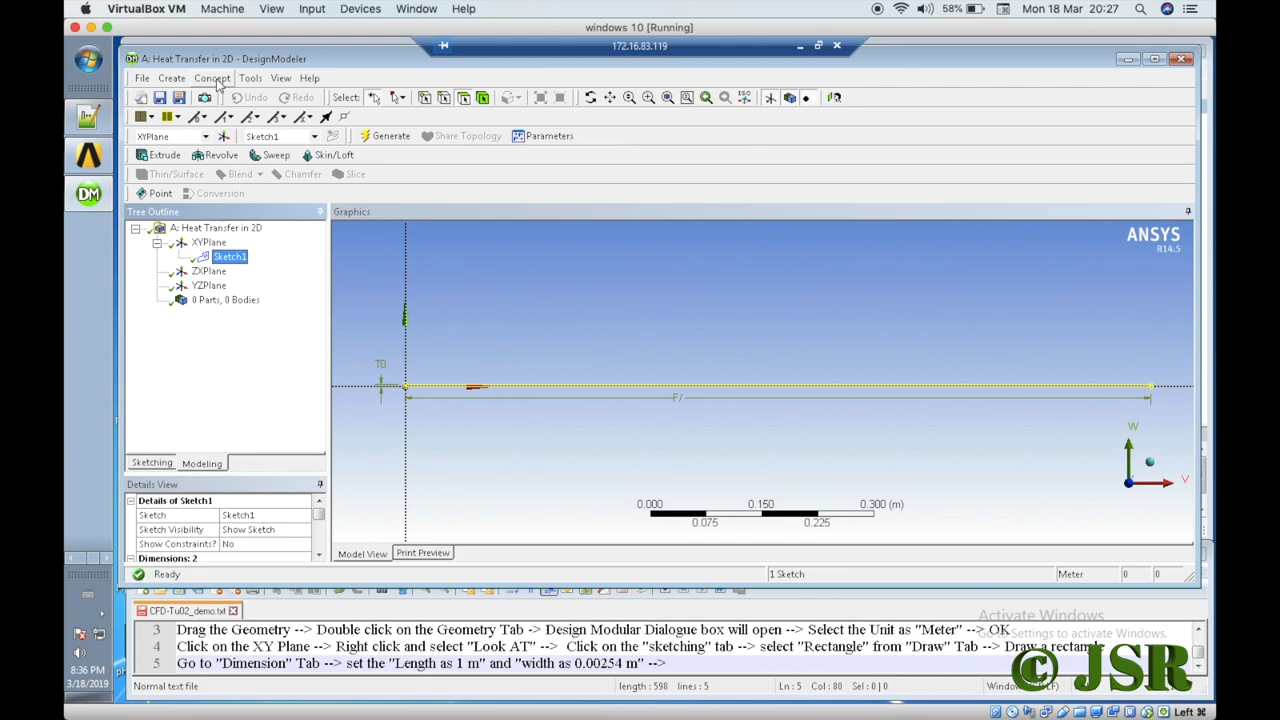 VirtualBox VM Machine View Input Devices Window Help 58% Mon 18 Mar 20:27
windows 10 [Running]
172.16.83.119
DM A: Heat Transfer in 2D - DesignModeler
File Create Concept Tools View Help
Undo Redo Select:
XYPlane Sketch1 Generate Share Topology Parameters
Extrude Revolve Sweep Skin/Loft
Thin/Surface Blend Chamfer Slice
Point Conversion
Tree Outline
A: Heat Transfer in 2D
XYPlane
Sketch1
ZXPlane
YZPlane
0 Parts, 0 Bodies
Sketching Modeling
Details View
Details of Sketch1
Sketch Sketch1
Sketch Visibility Show Sketch
Show Constraints? No
Dimensions: 2
Graphics
ANSYS
R14.5
W
V
0.000 0.150 0.300 (m)
0.075 0.225
Model View Print Preview
Ready 1 Sketch Meter 0 0
DM
CFD-Tu02_demo.txt
3 Drag the Geometry --> Double click on the Geometry Tab -> Design Modular Dialogue box will open --> Select the Unit as "Meter" --> OK
4 Click on the XY Plane --> Right click and select "Look AT" --> Click on the "sketching" tab --> select "Rectangle" from "Draw" Tab --> Draw a rectangle
5 Go to "Dimension" Tab --> set the "Length as 1 m" and "width as 0.00254 m" -->
Activate Windows
Go to Settings to activate Windows.
© JSR
Normal text file length : 598 lines : 5 Ln : 5 Col : 80 Sel : 0 | 0
8:36 PM
3/18/2019
Left ⌘